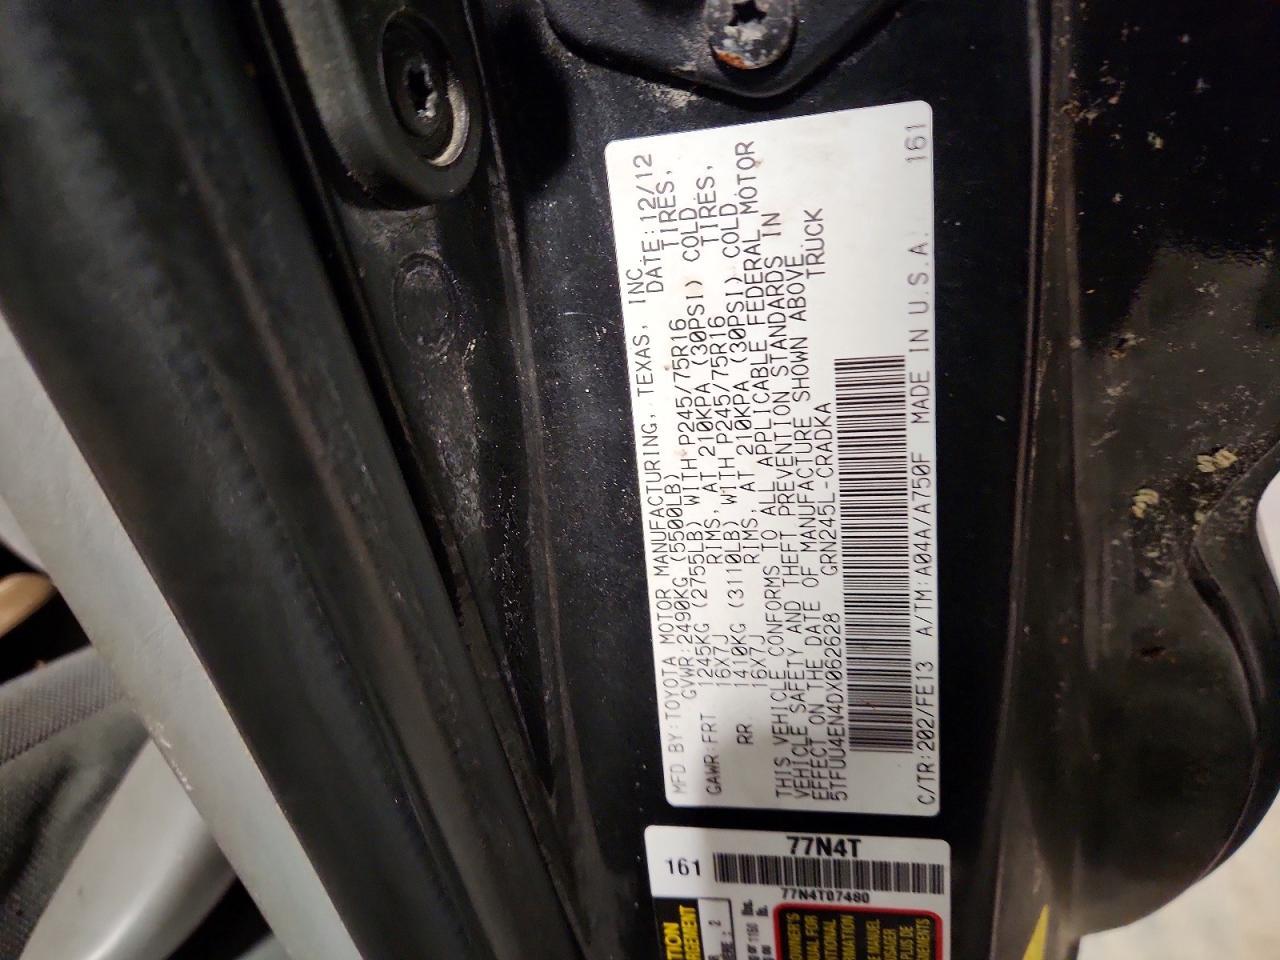 MFD BY:TOYOTA MOTOR MANUFACTURING, TEXAS, INC.
GVWR:2490KG (5500LB) DATE:12/12
GAWR:FRT 1245KG (2755LB) WITH P245/75R16 TIRES,
16X7J RIMS, AT 210KPA (30PSI) COLD
RR 1410KG (3110LB) WITH P245/75R16 TIRES,
16X7J RIMS, AT 210KPA (30PSI) COLD
THIS VEHICLE CONFORMS TO ALL APPLICABLE FEDERAL MOTOR
VEHICLE SAFETY AND THEFT PREVENTION STANDARDS IN
EFFECT ON THE DATE OF MANUFACTURE SHOWN ABOVE.
5TFUU4EN4DX062628 GRN245L-CRADKA TRUCK
C/TR:202/FE13 A/TM:A04A/A750F MADE IN U.S.A. 161
77N4T
161
77N4T07480